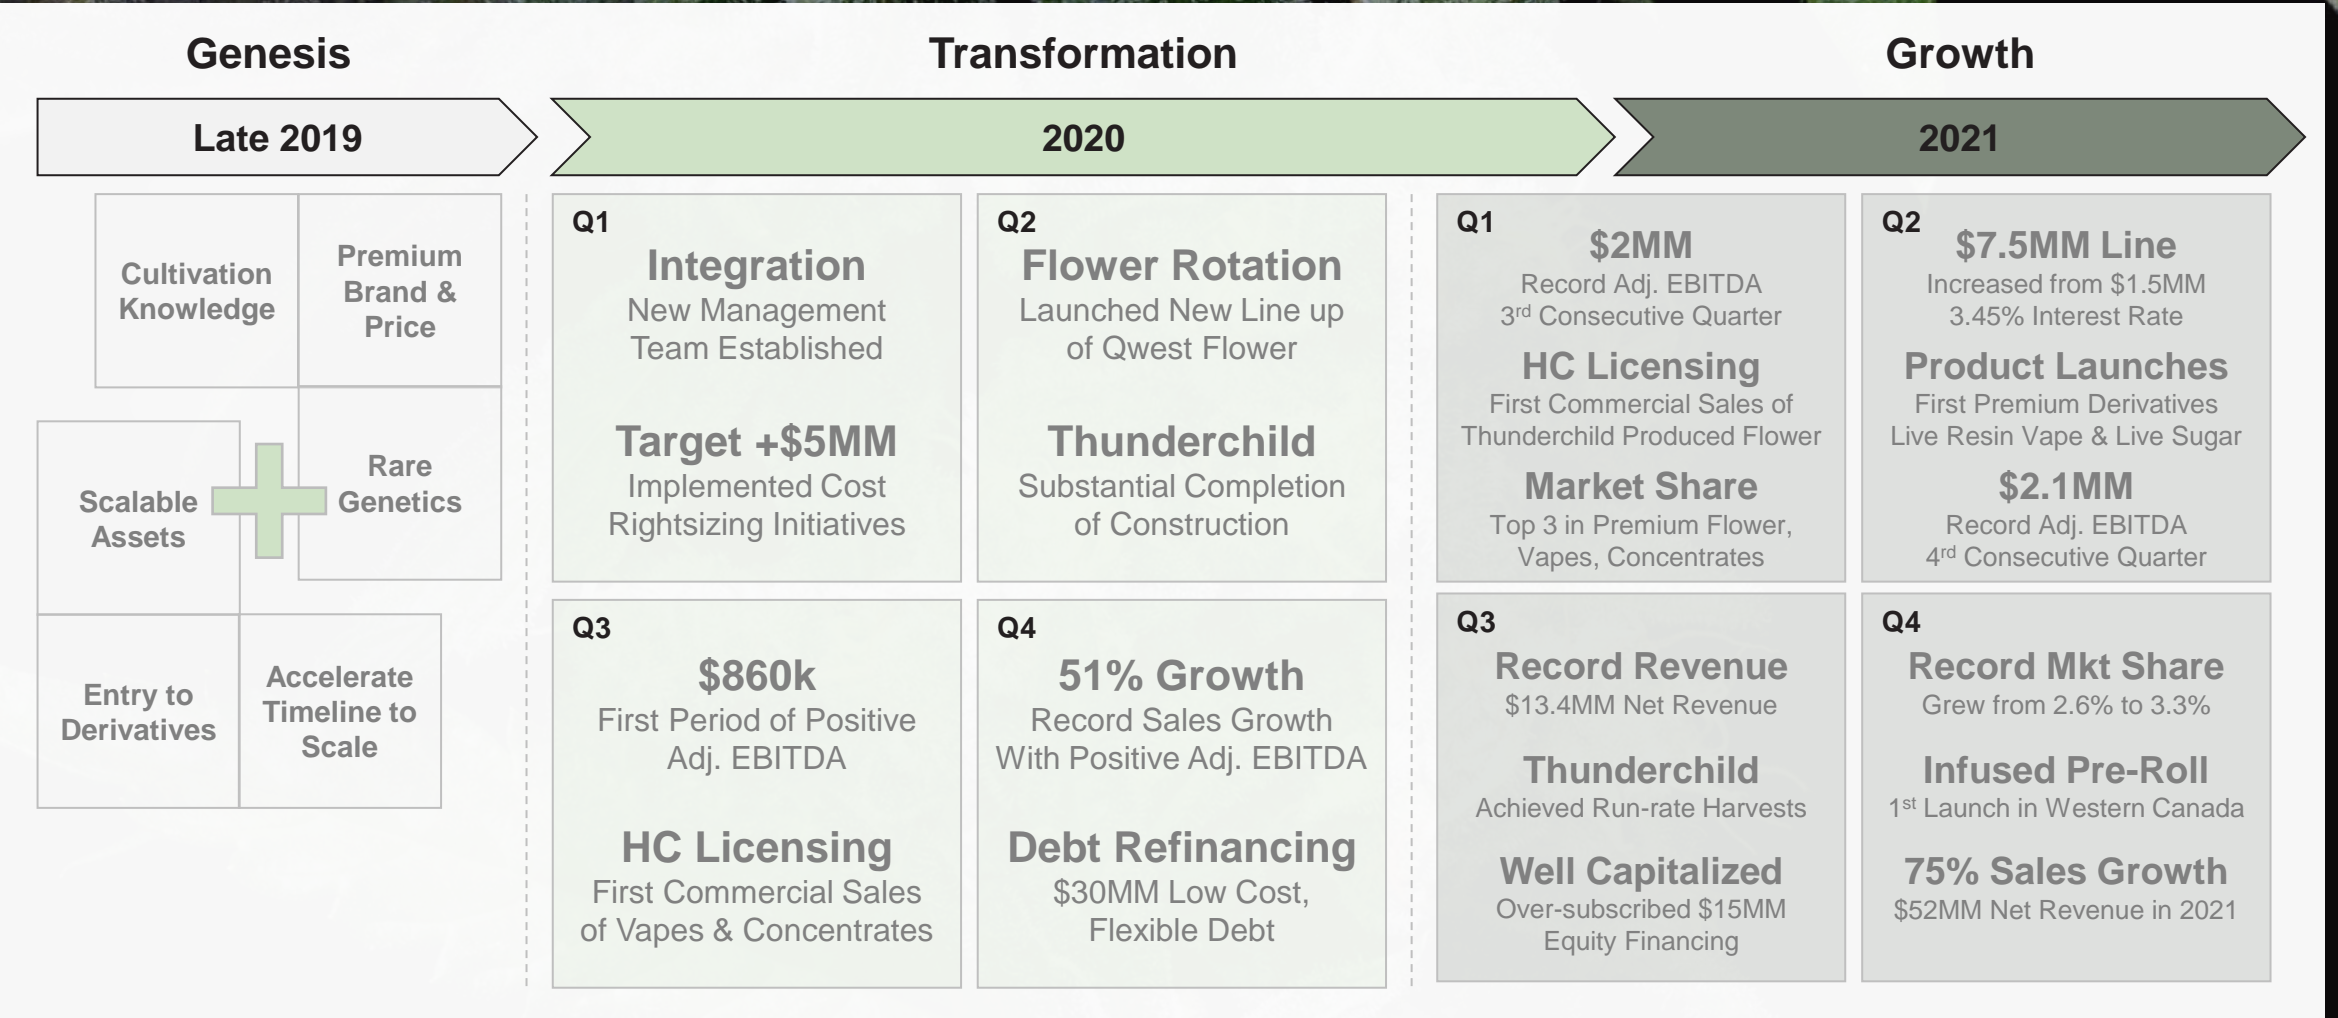 Genesis
Transformation
Growth
Late 2019
2020
2021
Cultivation
Knowledge
Premium
Brand &
Price
Scalable
Assets
Rare
Genetics
Entry to
Derivatives
Accelerate
Timeline to
Scale
Q1
Integration
New Management
Team Established
Target +$5MM
Implemented Cost
Rightsizing Initiatives
Q2
Flower Rotation
Launched New Line up
of Qwest Flower
Thunderchild
Substantial Completion
of Construction
Q3
$860k
First Period of Positive
Adj. EBITDA
HC Licensing
First Commercial Sales
of Vapes & Concentrates
Q4
51% Growth
Record Sales Growth
With Positive Adj. EBITDA
Debt Refinancing
$30MM Low Cost,
Flexible Debt
Q1
$2MM
Record Adj. EBITDA
3rd Consecutive Quarter
HC Licensing
First Commercial Sales of
Thunderchild Produced Flower
Market Share
Top 3 in Premium Flower,
Vapes, Concentrates
Q2
$7.5MM Line
Increased from $1.5MM
3.45% Interest Rate
Product Launches
First Premium Derivatives
Live Resin Vape & Live Sugar
$2.1MM
Record Adj. EBITDA
4rd Consecutive Quarter
Q3
Record Revenue
$13.4MM Net Revenue
Thunderchild
Achieved Run-rate Harvests
Well Capitalized
Over-subscribed $15MM
Equity Financing
Q4
Record Mkt Share
Grew from 2.6% to 3.3%
Infused Pre-Roll
1st Launch in Western Canada
75% Sales Growth
$52MM Net Revenue in 2021